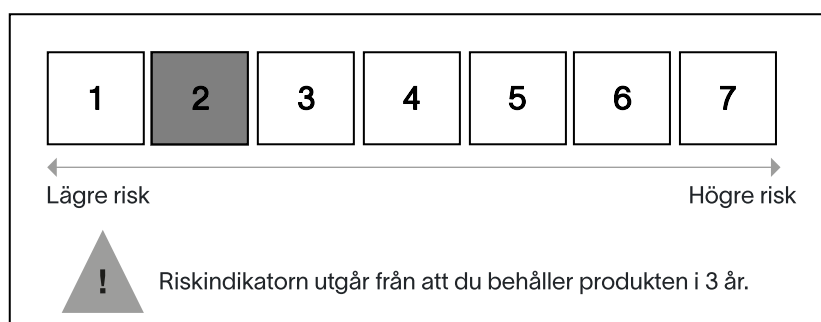 1 2 3 4 5 6 7
Lägre risk Högre risk
! Riskindikatorn utgår från att du behåller produkten i 3 år.